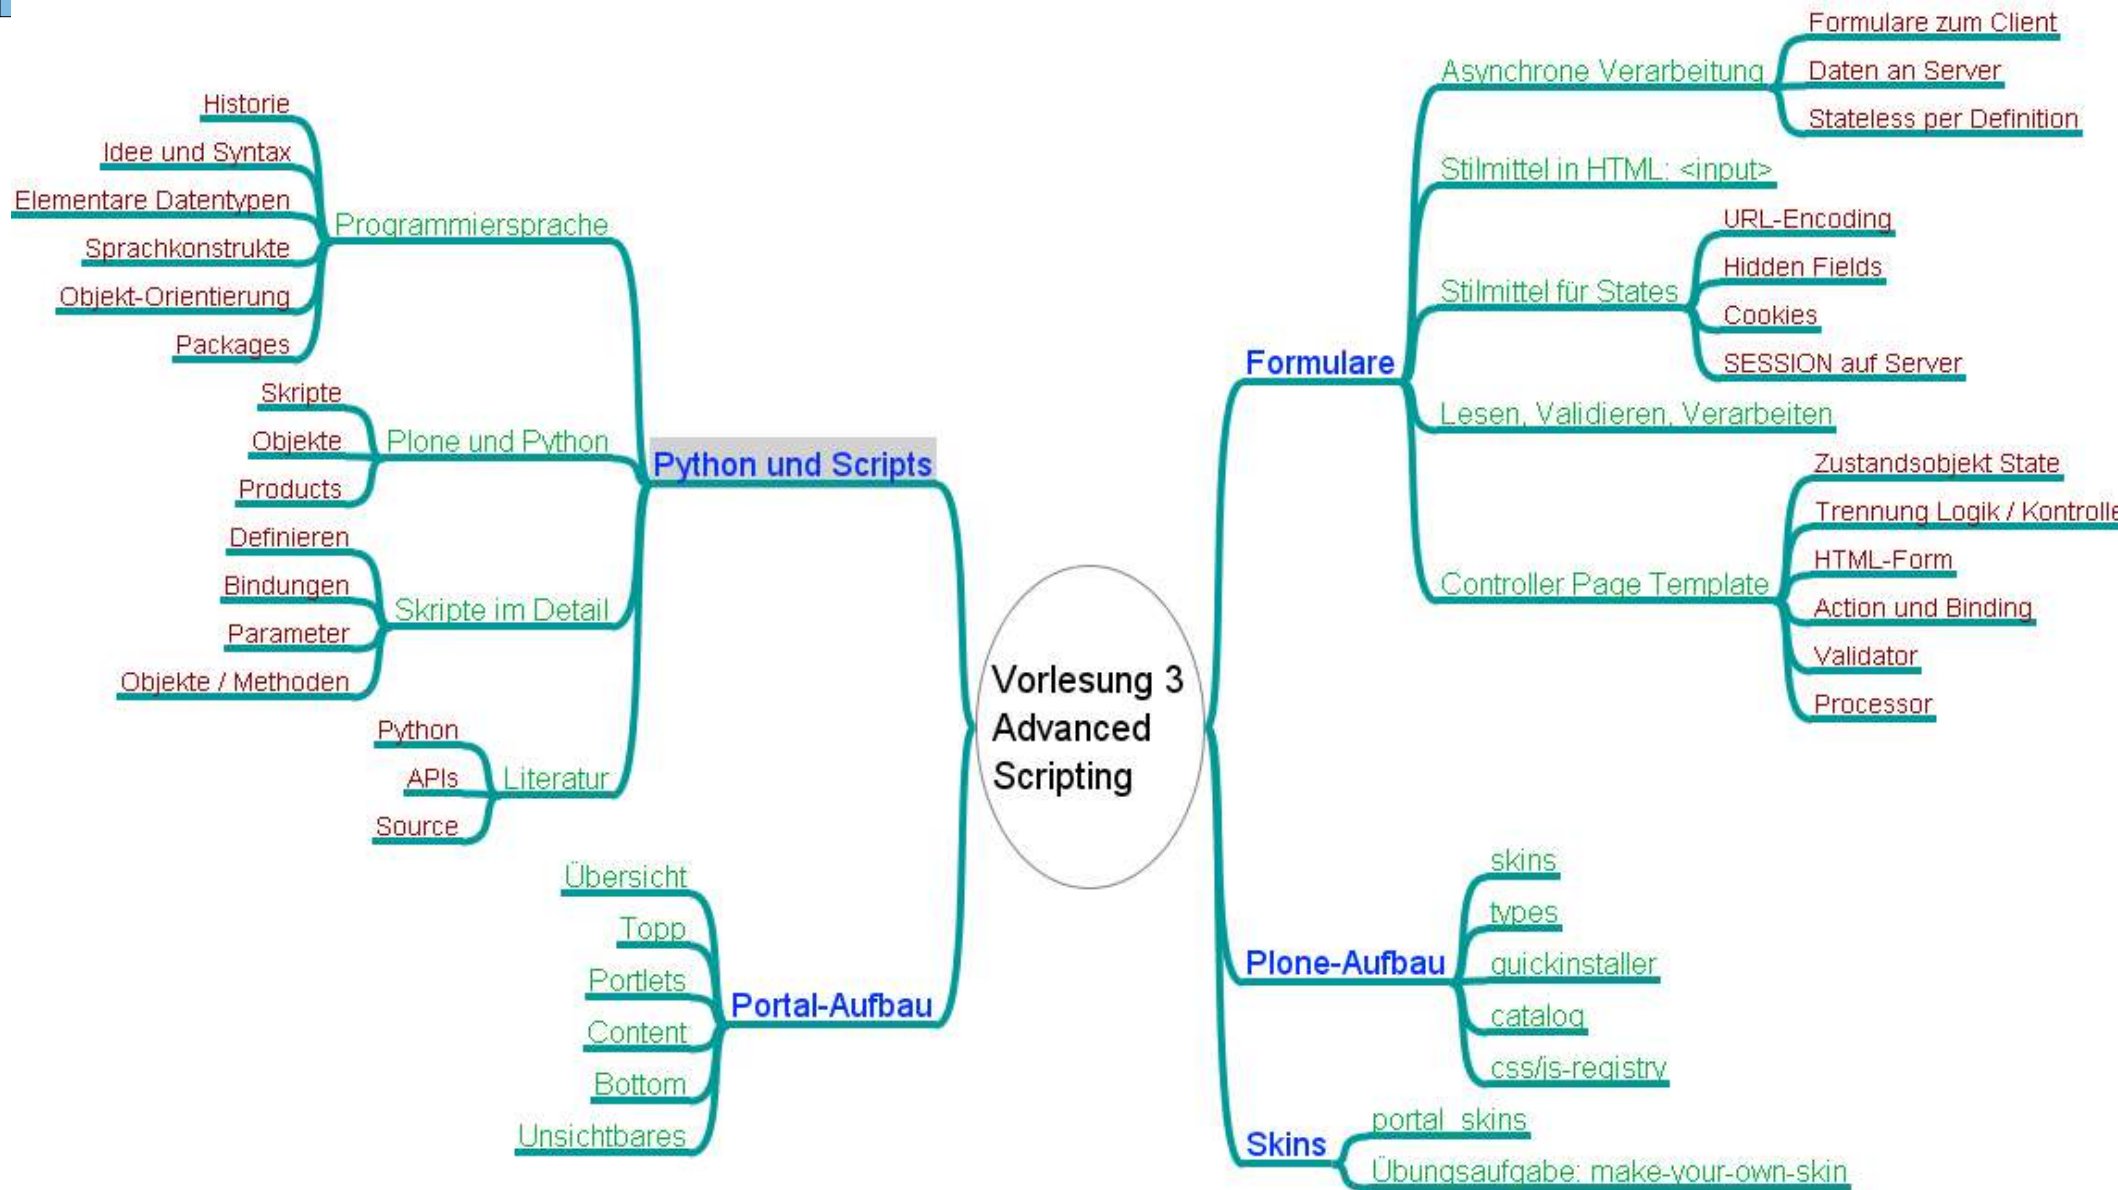 Historie
Idee und Syntax
Elementare Datentypen
Sprachkonstrukte
Objekt-Orientierung
Packages
Programmiersprache
Skripte
Objekte
Products
Plone und Python
Definieren
Bindungen
Parameter
Objekte / Methoden
Skripte im Detail
Python
APIs
Source
Literatur
Python und Scripts
Übersicht
Topp
Portlets
Content
Bottom
Unsichtbares
Portal-Aufbau
Vorlesung 3
Advanced
Scripting
Formulare
Asynchrone Verarbeitung
Formulare zum Client
Daten an Server
Stateless per Definition
Stilmittel in HTML: <input>
Stilmittel für States
URL-Encoding
Hidden Fields
Cookies
SESSION auf Server
Lesen, Validieren, Verarbeiten
Controller Page Template
Zustandsobjekt State
Trennung Logik / Kontrolle
HTML-Form
Action und Binding
Validator
Processor
Plone-Aufbau
skins
types
quickinstaller
catalog
css/js-registry
Skins
portal_skins
Übungsaufgabe: make-your-own-skin